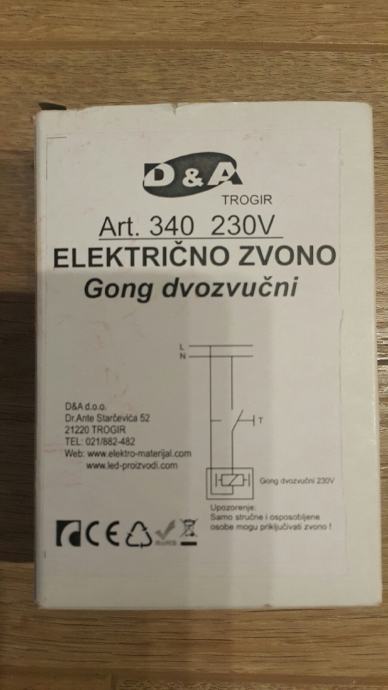 D & A
TROGIR
Art. 340 230V
ELEKTRIČNO ZVONO
Gong dvozvučni
L
N
T
D&A d.o.o.
Dr.Ante Starčevića 52
21220 TROGIR
TEL: 021/882-482
Web: www.elektro-materijal.com
www.led-proizvodi.com
Gong dvozvučni 230V
Upozorenje:
Samo stručne i osposobljene
osobe mogu priključivati zvono !
CE
RoHS